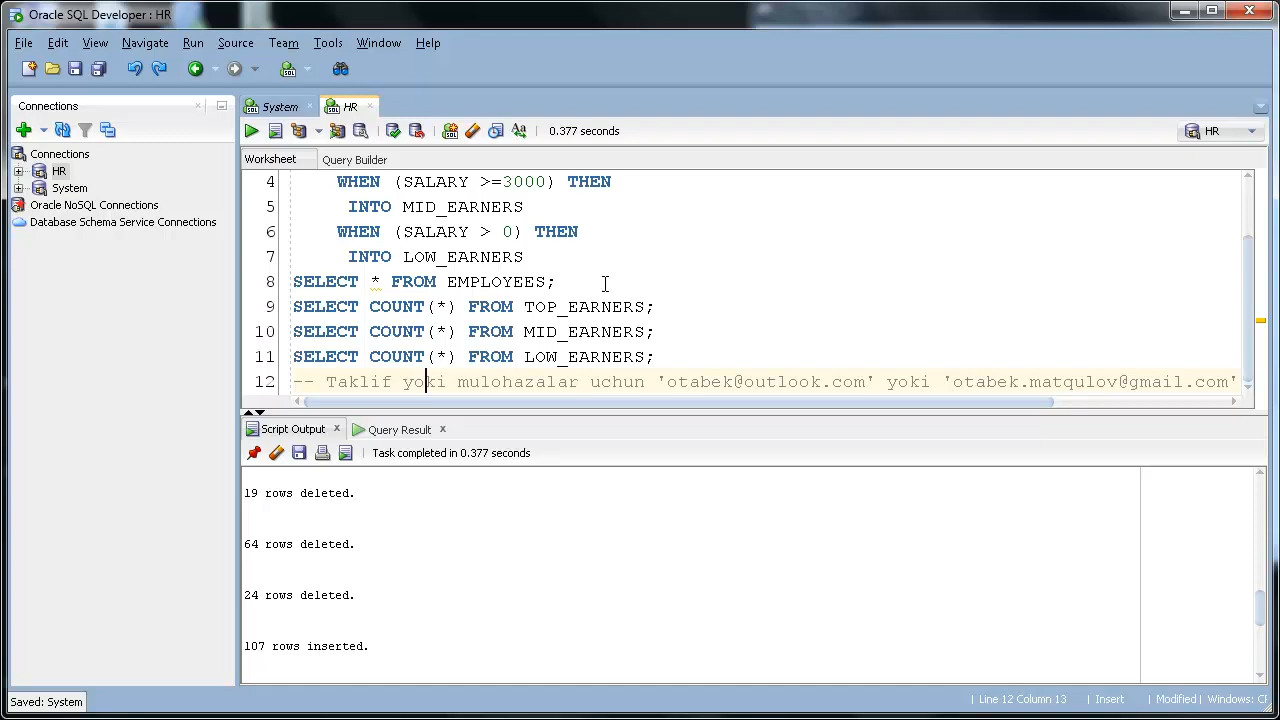 Oracle SQL Developer : HR
File Edit View Navigate Run Source Team Tools Window Help
Connections
System
HR
0.377 seconds
HR
Worksheet
Query Builder
Connections
HR
System
Oracle NoSQL Connections
Database Schema Service Connections
4 WHEN (SALARY >=3000) THEN
5 INTO MID_EARNERS
6 WHEN (SALARY > 0) THEN
7 INTO LOW_EARNERS
8 SELECT * FROM EMPLOYEES;
9 SELECT COUNT(*) FROM TOP_EARNERS;
10 SELECT COUNT(*) FROM MID_EARNERS;
11 SELECT COUNT(*) FROM LOW_EARNERS;
12 -- Taklif yoki mulohazalar uchun 'otabek@outlook.com' yoki 'otabek.matqulov@gmail.com'
Script Output
Query Result
Task completed in 0.377 seconds
19 rows deleted.
64 rows deleted.
24 rows deleted.
107 rows inserted.
Saved: System
Line 12 Column 13 | Insert | Modified | Windows: